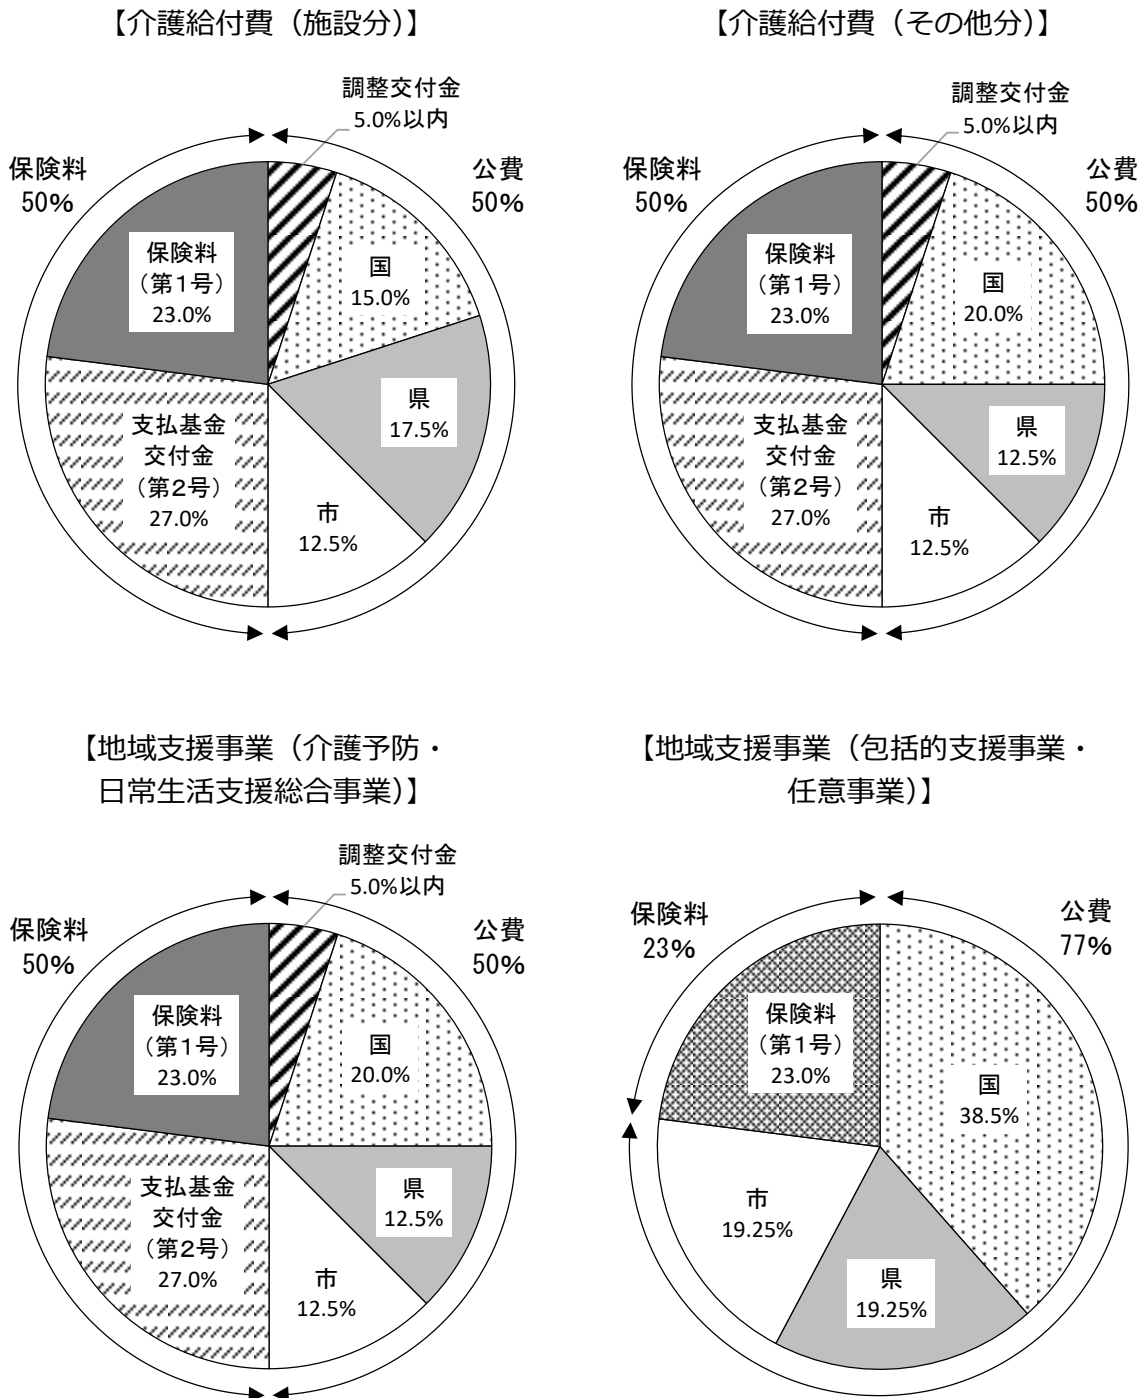 【介護給付費（施設分）】
調整交付金
5.0%以内
保険料
50%
公費
50%
保険料
（第１号）
23.0%
国
15.0%
県
17.5%
支払基金
交付金
（第２号）
27.0%
市
12.5%
【介護給付費（その他分）】
調整交付金
5.0%以内
保険料
50%
公費
50%
保険料
（第１号）
23.0%
国
20.0%
県
12.5%
支払基金
交付金
（第２号）
27.0%
市
12.5%
【地域支援事業（介護予防・
日常生活支援総合事業）】
調整交付金
5.0%以内
保険料
50%
公費
50%
保険料
（第１号）
23.0%
国
20.0%
県
12.5%
支払基金
交付金
（第２号）
27.0%
市
12.5%
【地域支援事業（包括的支援事業・
任意事業）】
保険料
23%
公費
77%
保険料
（第１号）
23.0%
国
38.5%
市
19.25%
県
19.25%